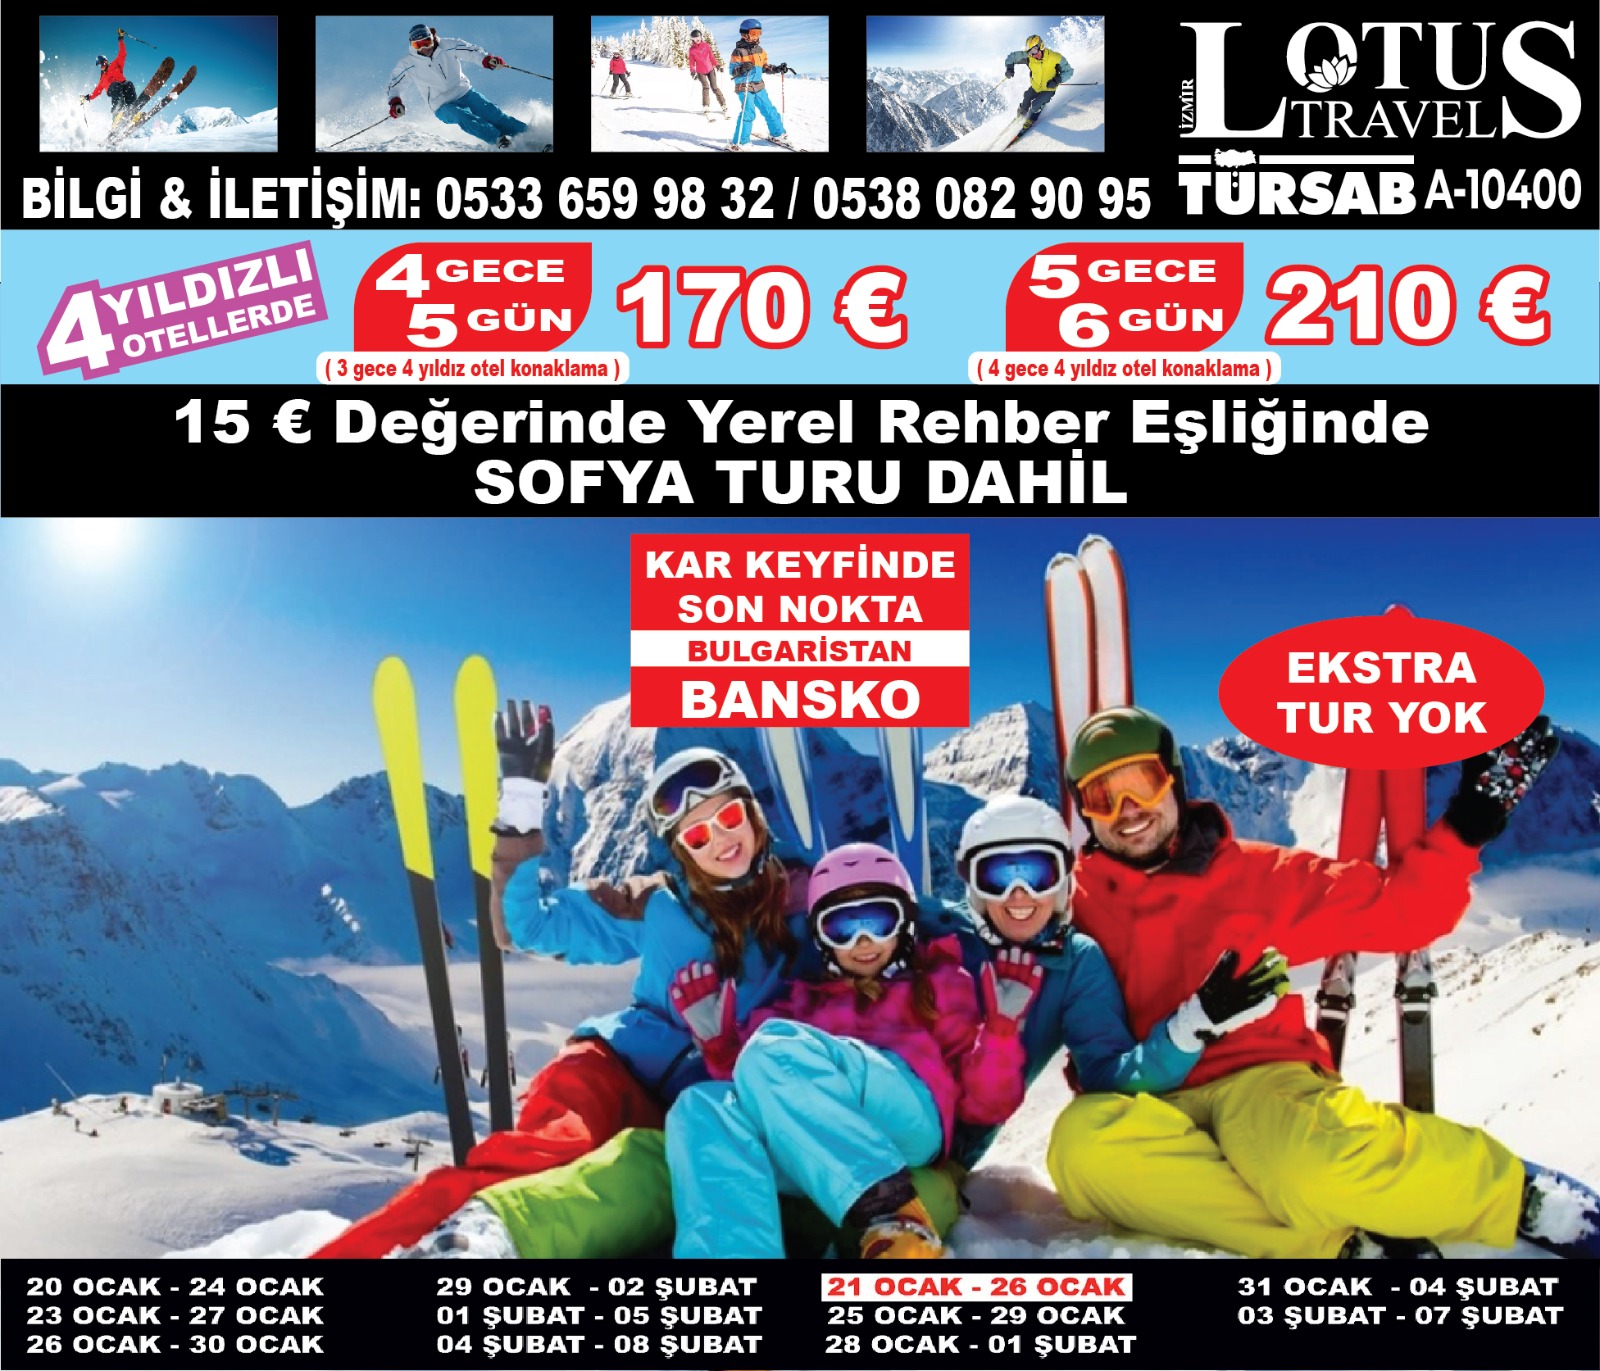 İZMİR
LOTUS
TRAVEL
TÜRSAB A-10400
BİLGİ & İLETİŞİM: 0533 659 98 32 / 0538 082 90 95
4 YILDIZLI
OTELLERDE
4 GECE
5 GÜN
170 €
( 3 gece 4 yıldız otel konaklama )
5 GECE
6 GÜN
210 €
( 4 gece 4 yıldız otel konaklama )
15 € Değerinde Yerel Rehber Eşliğinde
SOFYA TURU DAHİL
KAR KEYFİNDE
SON NOKTA
BULGARİSTAN
BANSKO
EKSTRA
TUR YOK
20 OCAK - 24 OCAK
23 OCAK - 27 OCAK
26 OCAK - 30 OCAK
29 OCAK - 02 ŞUBAT
01 ŞUBAT - 05 ŞUBAT
04 ŞUBAT - 08 ŞUBAT
21 OCAK - 26 OCAK
25 OCAK - 29 OCAK
28 OCAK - 01 ŞUBAT
31 OCAK - 04 ŞUBAT
03 ŞUBAT - 07 ŞUBAT